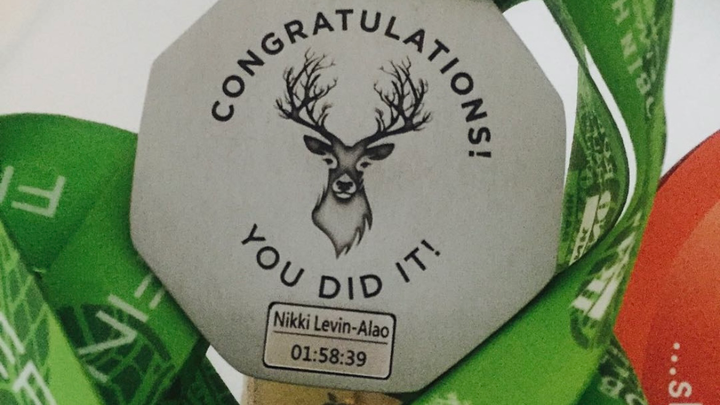 CONGRATULATIONS!
YOU DID IT!
Nikki Levin-Alao
01:58:39